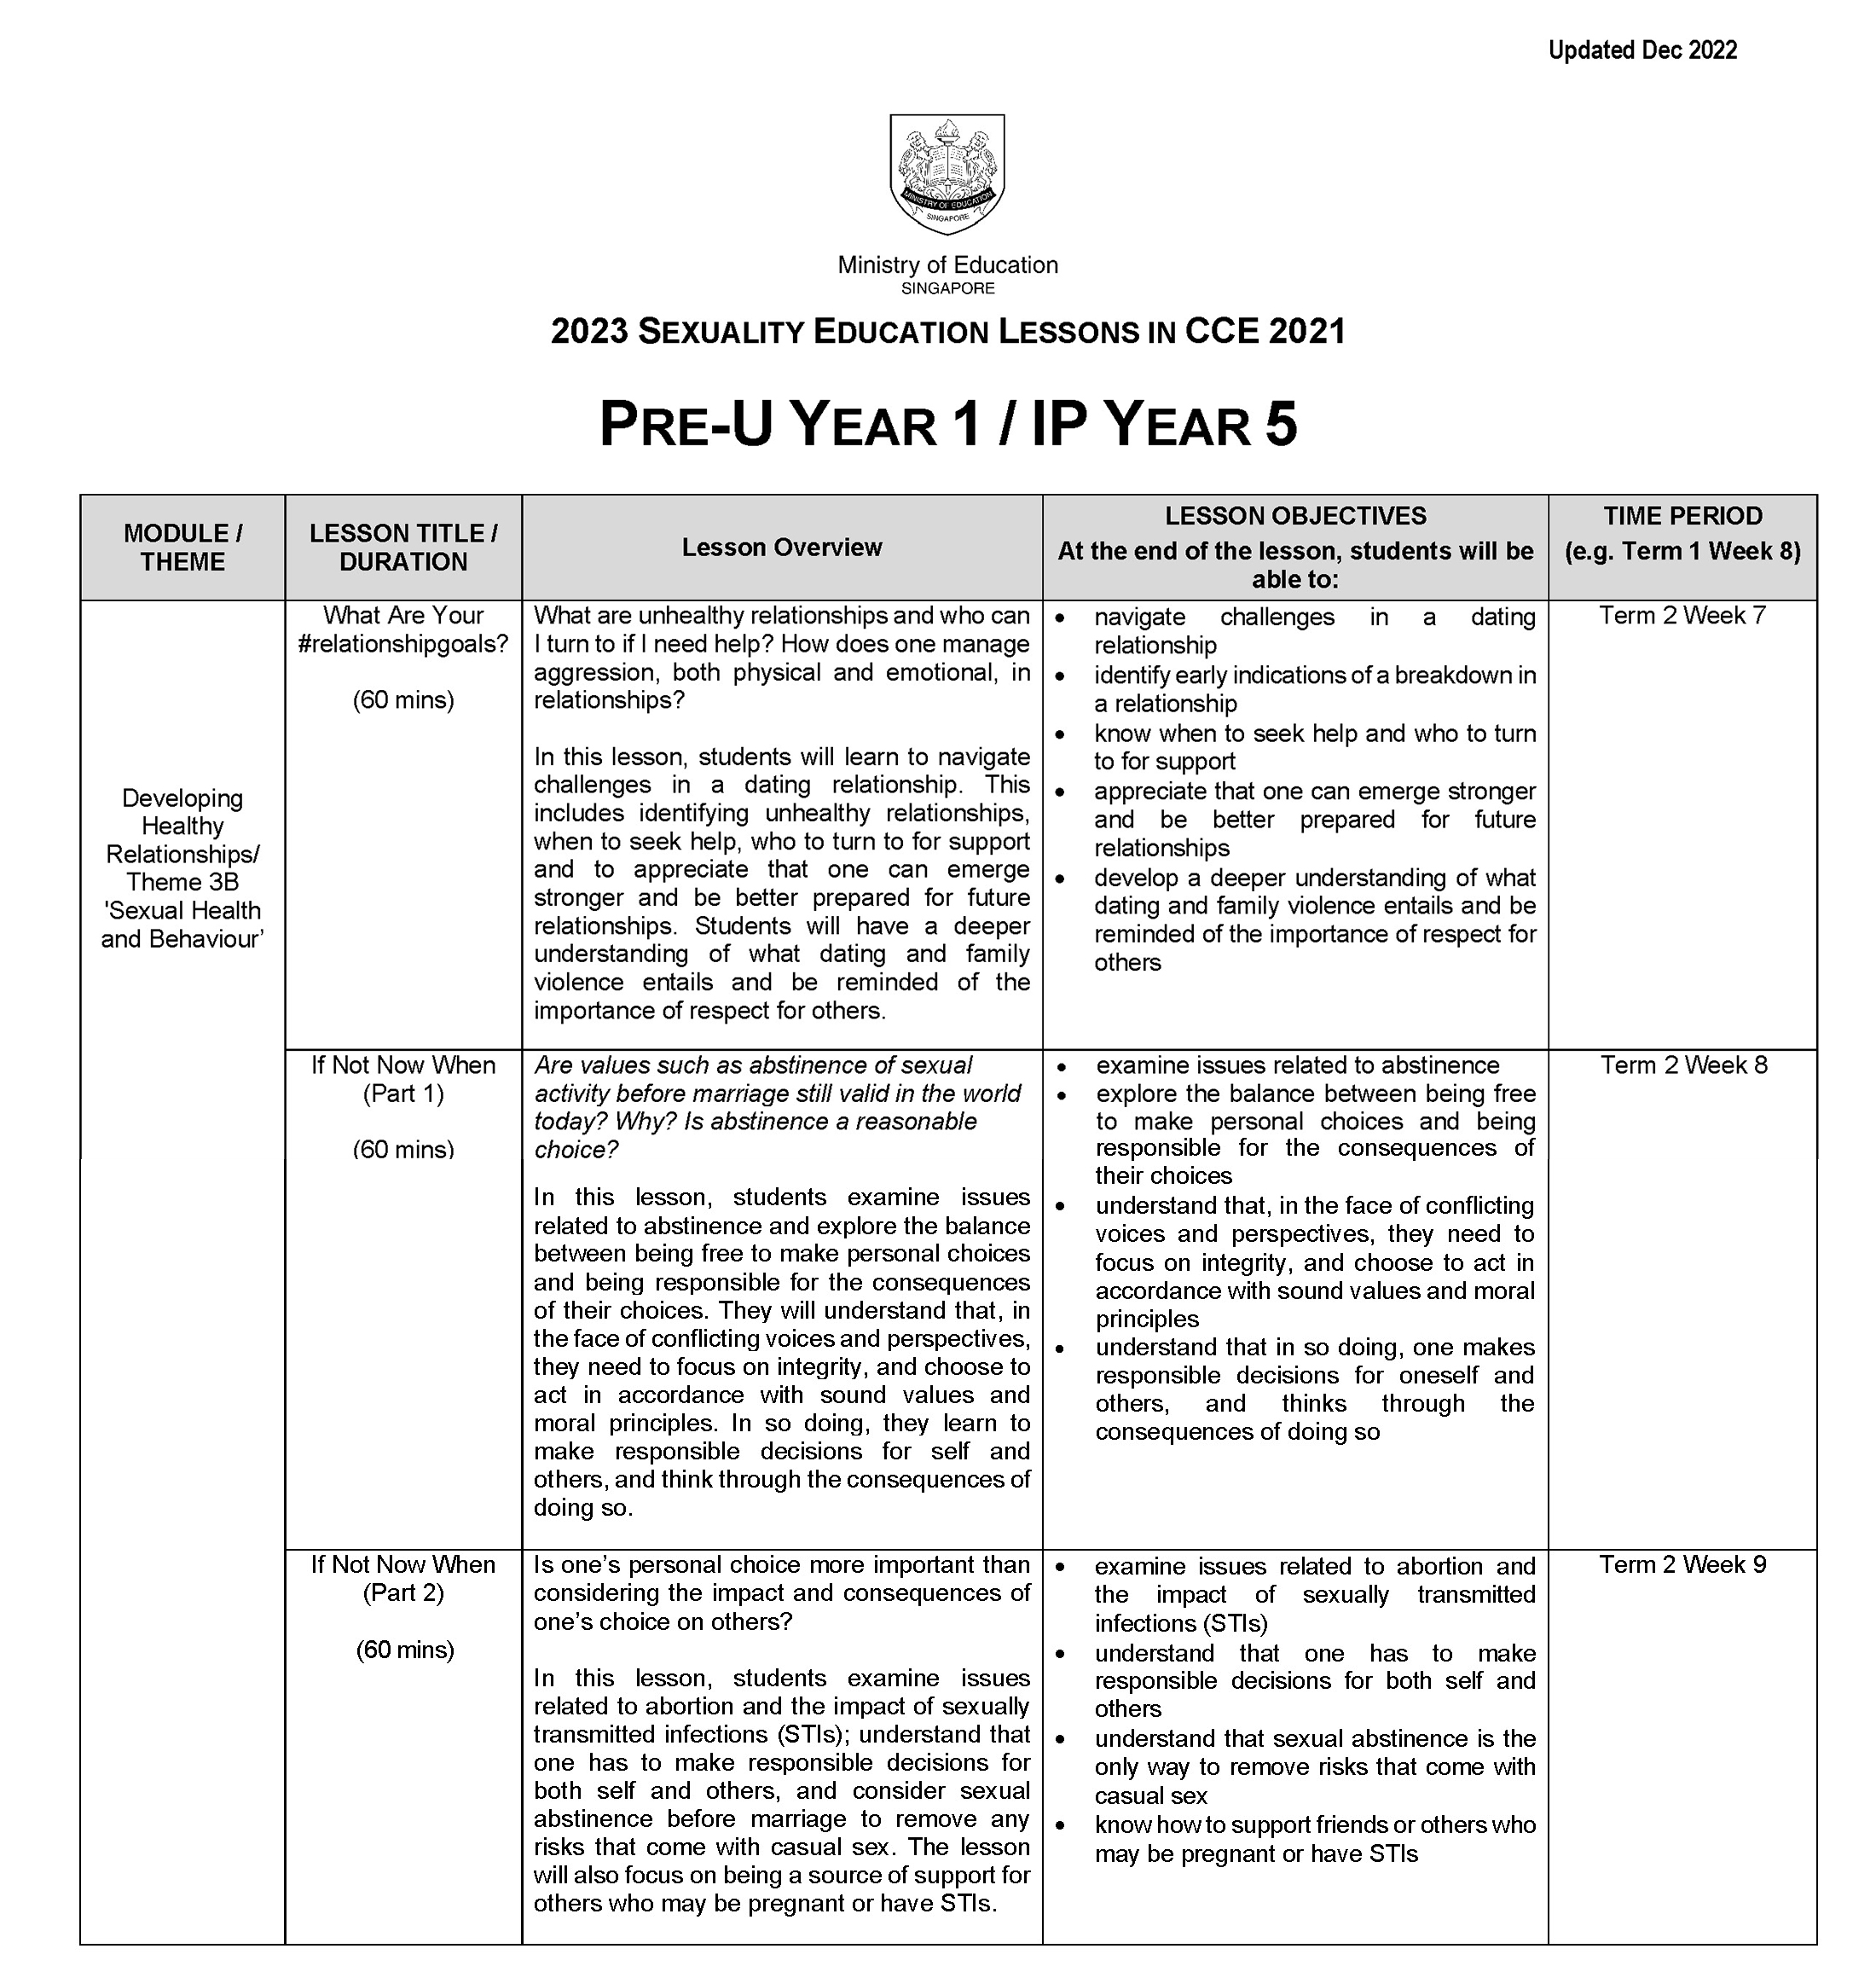 Updated Dec 2022
MINISTRY OF EDUCATION
SINGAPORE
Ministry of Education
SINGAPORE
2023 SEXUALITY EDUCATION LESSONS IN CCE 2021
PRE-U YEAR 1 / IP YEAR 5
MODULE /
THEME
LESSON TITLE /
DURATION
Lesson Overview
LESSON OBJECTIVES
At the end of the lesson, students will be
able to:
TIME PERIOD
(e.g. Term 1 Week 8)
Developing
Healthy
Relationships/
Theme 3B
'Sexual Health
and Behaviour’
What Are Your
#relationshipgoals?
(60 mins)
What are unhealthy relationships and who can
I turn to if I need help? How does one manage
aggression, both physical and emotional, in
relationships?
In this lesson, students will learn to navigate
challenges in a dating relationship. This
includes identifying unhealthy relationships,
when to seek help, who to turn to for support
and to appreciate that one can emerge
stronger and be better prepared for future
relationships. Students will have a deeper
understanding of what dating and family
violence entails and be reminded of the
importance of respect for others.
• navigate challenges in a dating
relationship
• identify early indications of a breakdown in
a relationship
• know when to seek help and who to turn
to for support
• appreciate that one can emerge stronger
and be better prepared for future
relationships
• develop a deeper understanding of what
dating and family violence entails and be
reminded of the importance of respect for
others
Term 2 Week 7
If Not Now When
(Part 1)
(60 mins)
Are values such as abstinence of sexual
activity before marriage still valid in the world
today? Why? Is abstinence a reasonable
choice?
In this lesson, students examine issues
related to abstinence and explore the balance
between being free to make personal choices
and being responsible for the consequences
of their choices. They will understand that, in
the face of conflicting voices and perspectives,
they need to focus on integrity, and choose to
act in accordance with sound values and
moral principles. In so doing, they learn to
make responsible decisions for self and
others, and think through the consequences of
doing so.
• examine issues related to abstinence
• explore the balance between being free
to make personal choices and being
responsible for the consequences of
their choices
• understand that, in the face of conflicting
voices and perspectives, they need to
focus on integrity, and choose to act in
accordance with sound values and moral
principles
• understand that in so doing, one makes
responsible decisions for oneself and
others, and thinks through the
consequences of doing so
Term 2 Week 8
If Not Now When
(Part 2)
(60 mins)
Is one’s personal choice more important than
considering the impact and consequences of
one’s choice on others?
In this lesson, students examine issues
related to abortion and the impact of sexually
transmitted infections (STIs); understand that
one has to make responsible decisions for
both self and others, and consider sexual
abstinence before marriage to remove any
risks that come with casual sex. The lesson
will also focus on being a source of support for
others who may be pregnant or have STIs.
• examine issues related to abortion and
the impact of sexually transmitted
infections (STIs)
• understand that one has to make
responsible decisions for both self and
others
• understand that sexual abstinence is the
only way to remove risks that come with
casual sex
• know how to support friends or others who
may be pregnant or have STIs
Term 2 Week 9